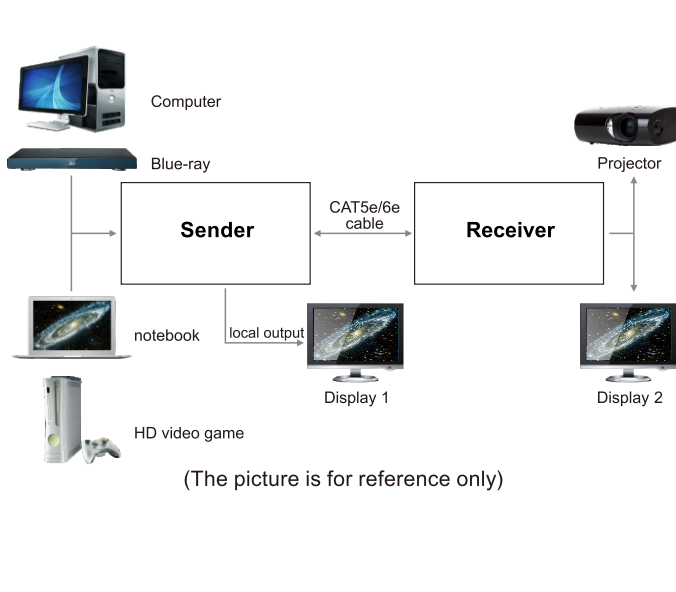 Computer
Blue-ray
Projector
CAT5e/6e
cable
Sender
Receiver
notebook
local output
Display 1
Display 2
HD video game
(The picture is for reference only)